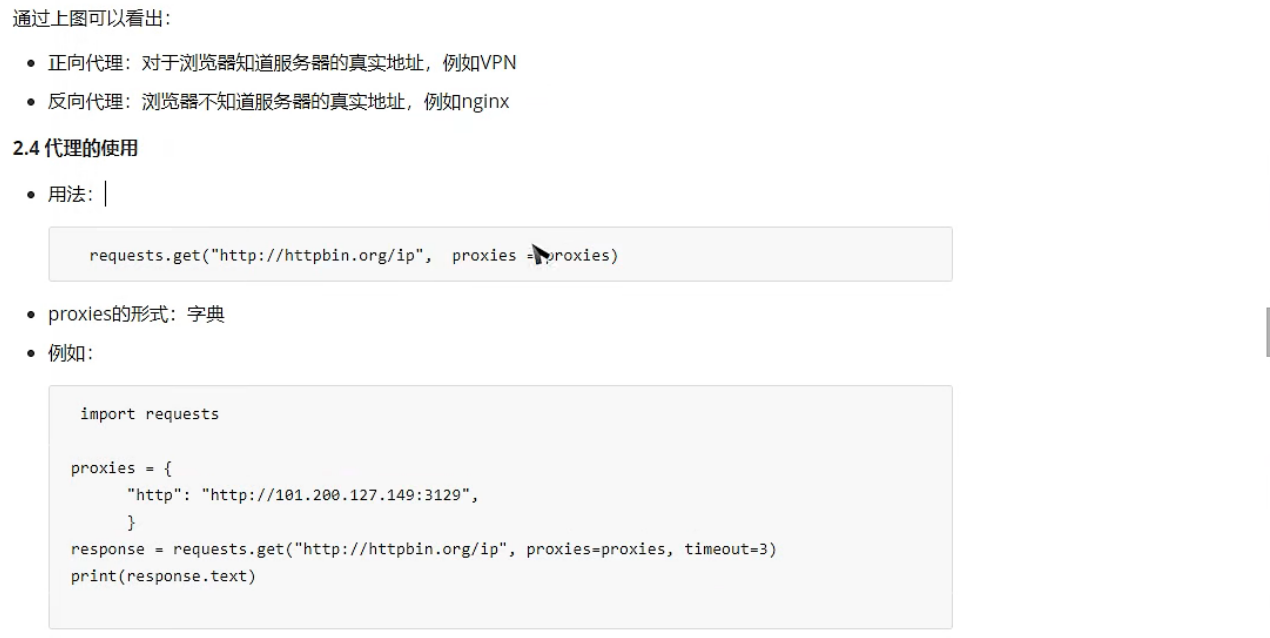 通过上图可以看出：
• 正向代理：对于浏览器知道服务器的真实地址，例如VPN
• 反向代理：浏览器不知道服务器的真实地址，例如nginx
2.4 代理的使用
• 用法：
requests.get("http://httpbin.org/ip", proxies = proxies)
• proxies的形式：字典
• 例如：
import requests
proxies = {
"http": "http://101.200.127.149:3129",
}
response = requests.get("http://httpbin.org/ip", proxies=proxies, timeout=3)
print(response.text)